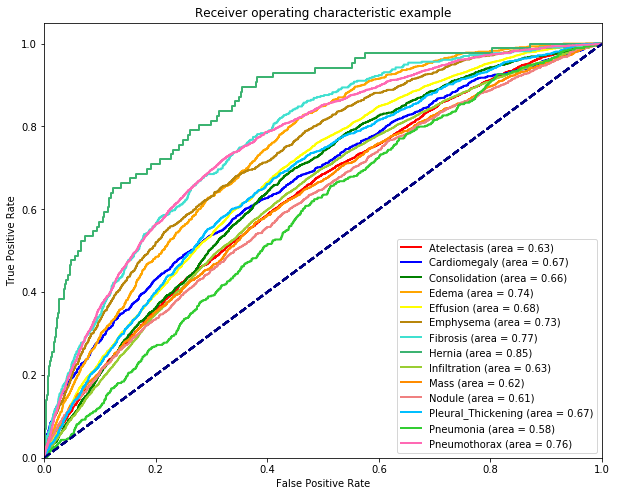 Receiver operating characteristic example
True Positive Rate
1.0
0.8
0.6
0.4
0.2
0.0
Atelectasis (area = 0.63)
Cardiomegaly (area = 0.67)
Consolidation (area = 0.66)
Edema (area = 0.74)
Effusion (area = 0.68)
Emphysema (area = 0.73)
Fibrosis (area = 0.77)
Hernia (area = 0.85)
Infiltration (area = 0.63)
Mass (area = 0.62)
Nodule (area = 0.61)
Pleural_Thickening (area = 0.67)
Pneumonia (area = 0.58)
Pneumothorax (area = 0.76)
0.0 0.2 0.4 0.6 0.8 1.0
False Positive Rate